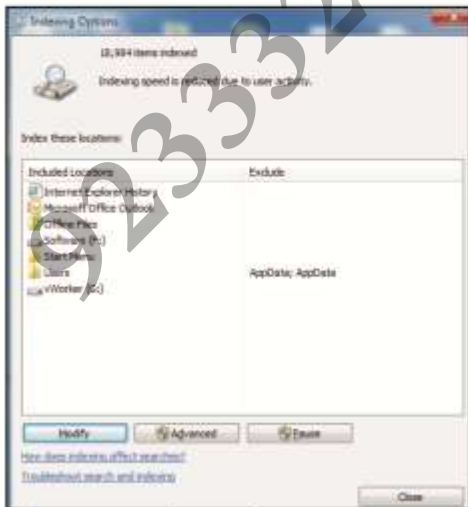 Indexing Options
18,984 items indexed
Indexing speed is reduced due to user activity.
Index these locations:
Included Locations Exclude
Internet Explorer History
Microsoft Office Outlook
Offline Files
Software (F:)
Start Menu
Users AppData; AppData
vWorker (G:)
Modify Advanced Pause
How does indexing affect searches?
Troubleshoot search and indexing
Close
923332